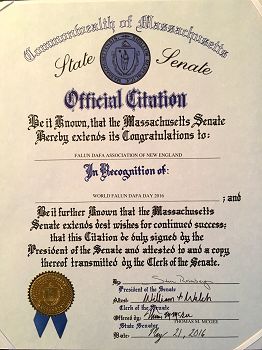 Commonwealth of Massachusetts
State Senate
Official Citation
Be it Known, that the Massachusetts Senate
hereby extends its Congratulations to:
FALUN DAFA ASSOCIATION OF NEW ENGLAND
In Recognition of:
WORLD FALUN DAFA DAY 2016
; and
Be it further Known that the Massachusetts
Senate extends best wishes for continued success;
that this Citation be duly signed by the
President of the Senate and attested to and a copy
thereof transmitted by the Clerk of the Senate.
By
President of the Senate
Attest: William F. Welch
Clerk of the Senate
Offered by:
State Senator THOMAS M. MCGEE
Date: May 21, 2016